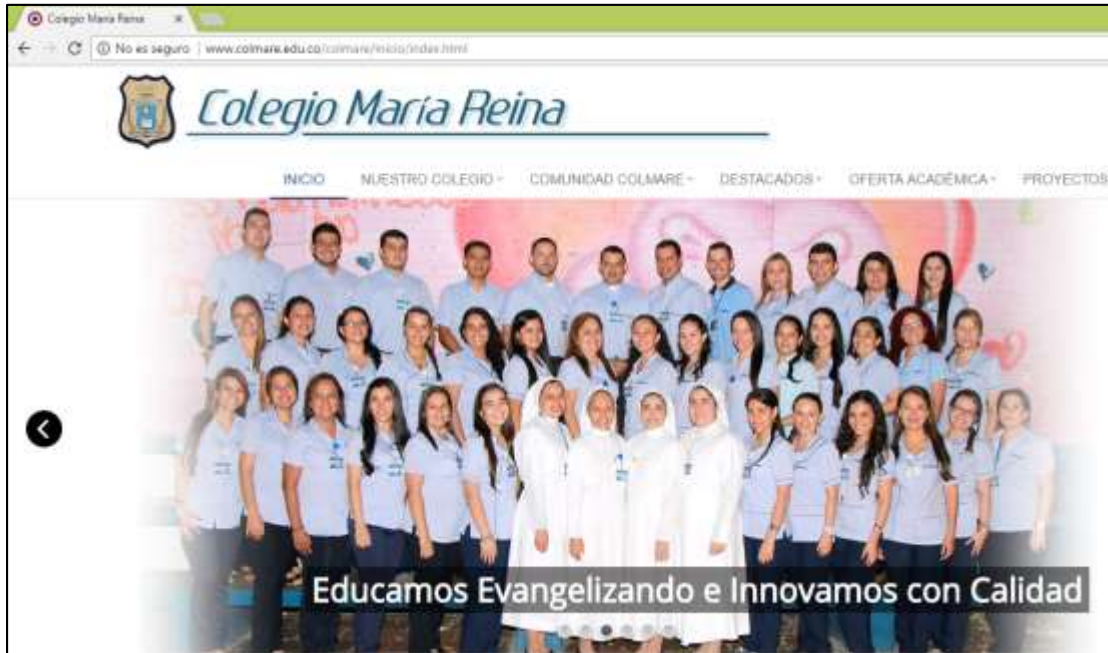 Colegio María Reina
No es seguro | www.colmare.edu.co/colmare/inicio/index.html
Colegio María Reina
INICIO NUESTRO COLEGIO COMUNIDAD COLMARE DESTACADOS OFERTA ACADÉMICA PROYECTOS
Educamos Evangelizando e Innovamos con Calidad